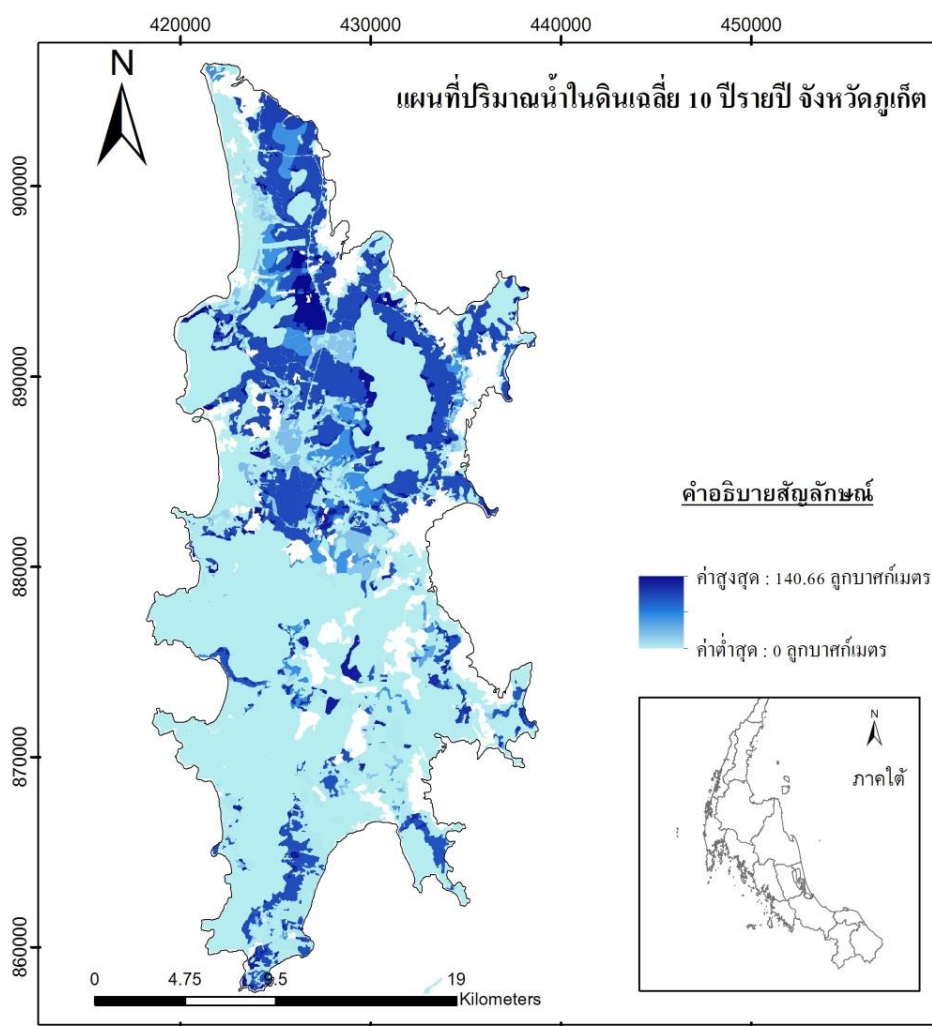 420000 430000 440000 450000
N
แผนที่ปริมาณน้ำในดินเฉลี่ย 10 ปีรายปี จังหวัดภูเก็ต
900000
890000
880000
870000
860000
คำอธิบายสัญลักษณ์
ค่าสูงสุด : 140.66 ลูกบาศก์เมตร
ค่าต่ำสุด : 0 ลูกบาศก์เมตร
N
ภาคใต้
0 4.75 9.5 19
Kilometers